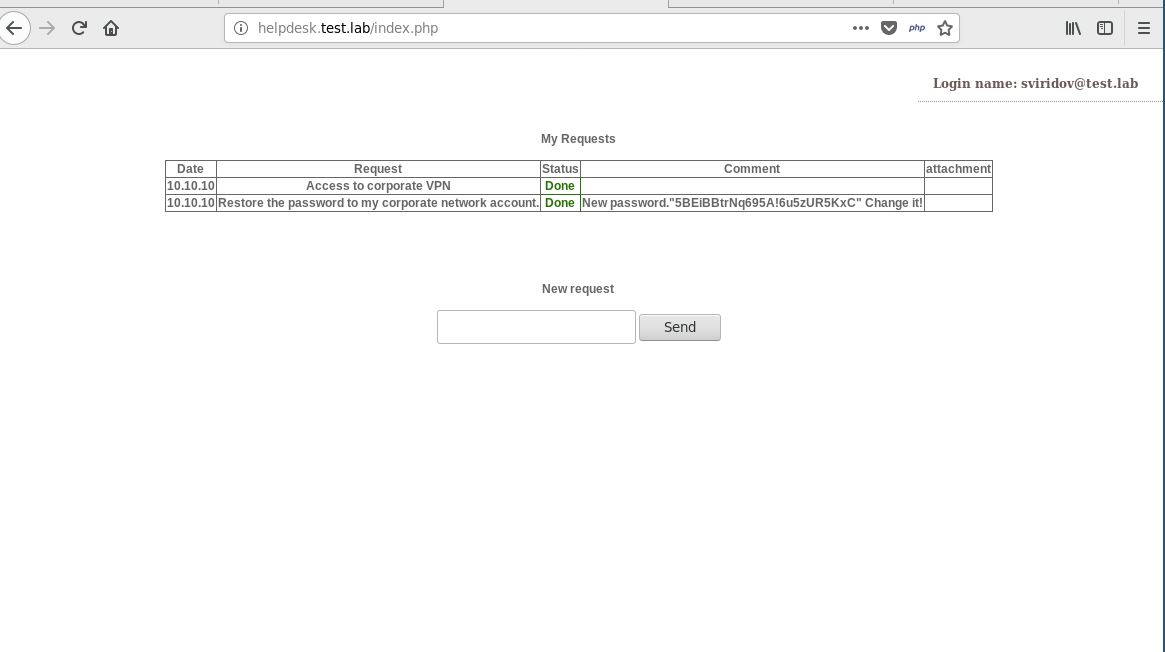 helpdesk.test.lab/index.php
php
Login name: sviridov@test.lab
My Requests
Date Request Status Comment attachment
10.10.10 Access to corporate VPN Done
10.10.10 Restore the password to my corporate network account. Done New password."5BEiBBtrNq695A!6u5zUR5KxC" Change it!
New request
Send